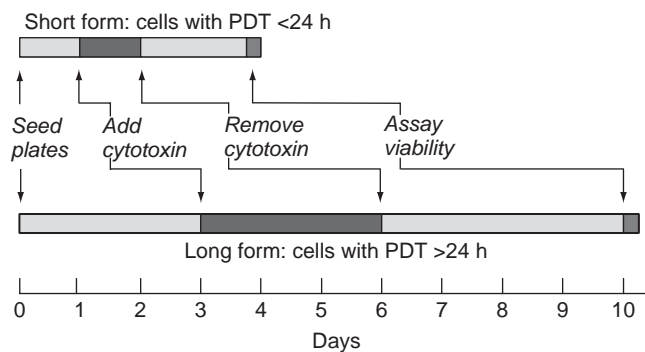 Short form: cells with PDT <24 h
Seed
plates
Add
cytotoxin
Remove
cytotoxin
Assay
viability
Long form: cells with PDT >24 h
0 1 2 3 4 5 6 7 8 9 10
Days